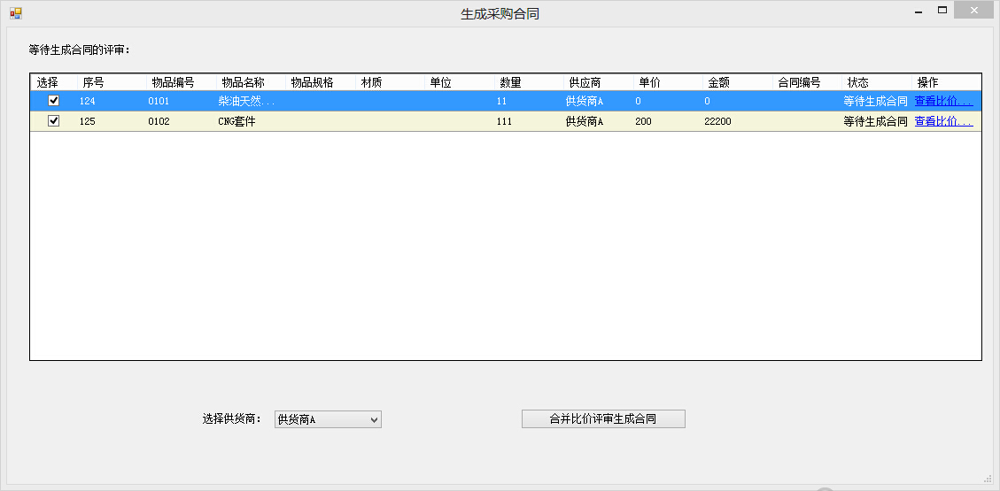 生成采购合同
等待生成合同的评审：
选择 序号 物品编号 物品名称 物品规格 材质 单位 数量 供应商 单价 金额 合同编号 状态 操作
124 0101 柴油天然... 11 供货商A 0 0 等待生成合同 查看比价...
125 0102 CNG套件 111 供货商A 200 22200 等待生成合同 查看比价...
选择供货商： 供货商A 合并比价评审生成合同